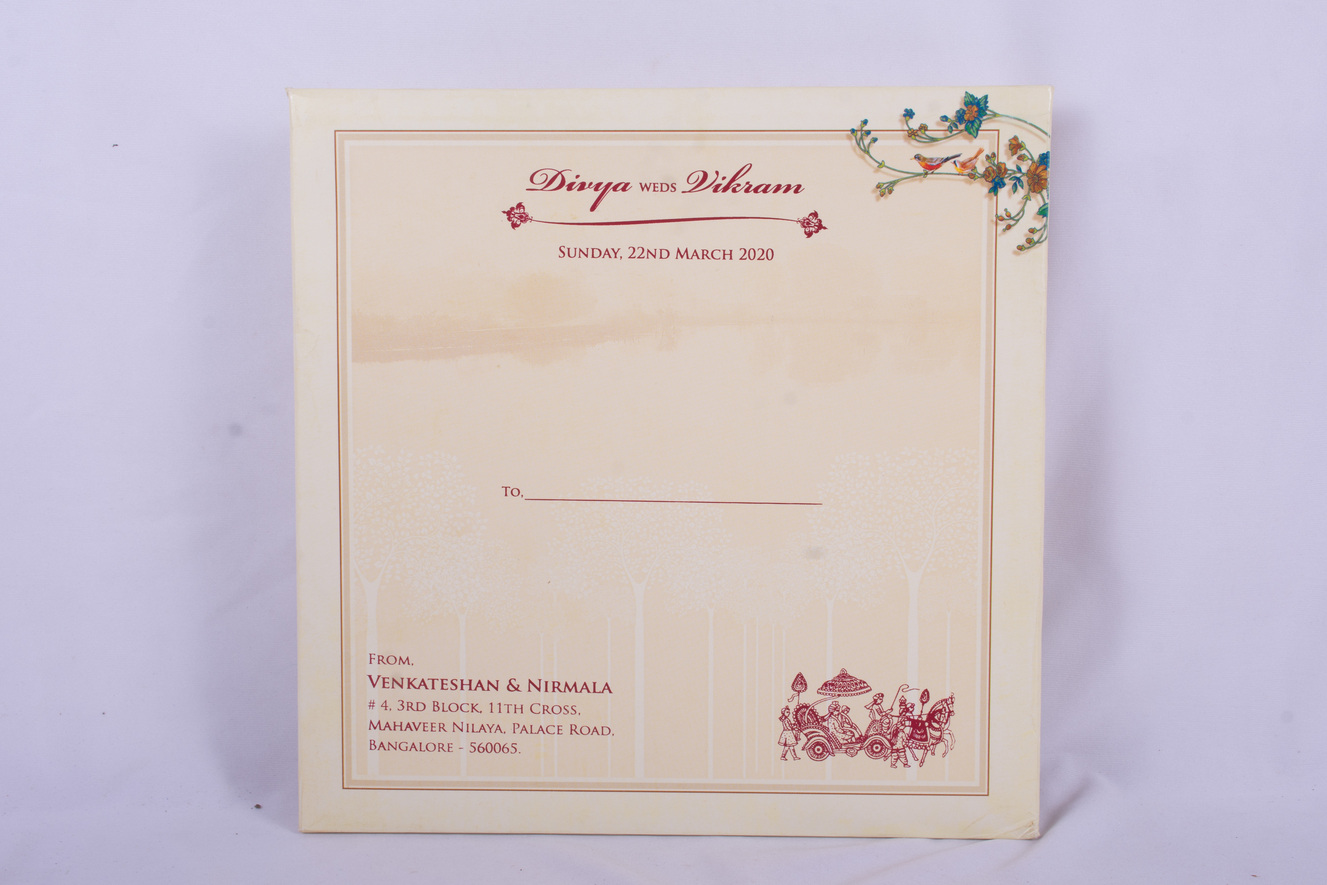 Divya WEDS Vikram
SUNDAY, 22ND MARCH 2020
TO,
FROM,
VENKATESHAN & NIRMALA
# 4, 3RD BLOCK, 11TH CROSS,
MAHAVEER NILAYA, PALACE ROAD,
BANGALORE - 560065.